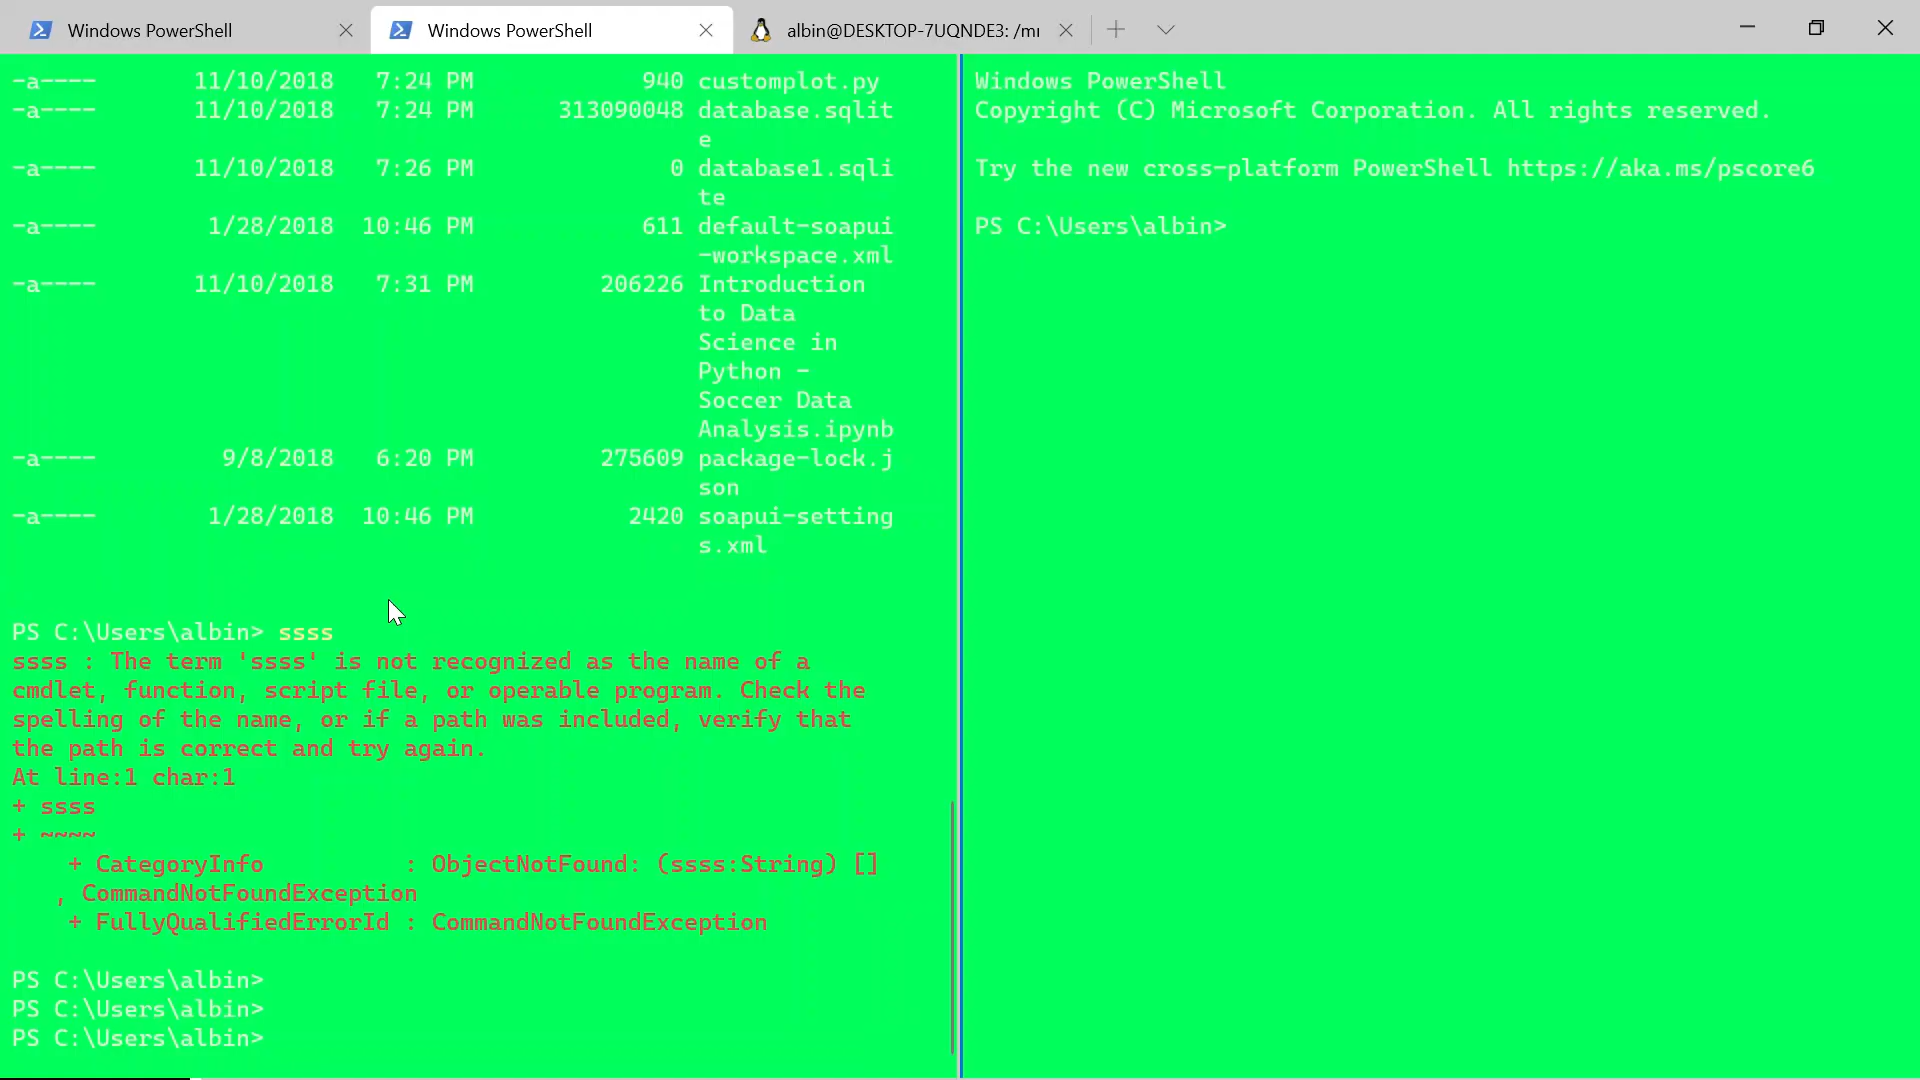 Windows PowerShell
Windows PowerShell
albin@DESKTOP-7UQNDE3: /mı
-a---- 11/10/2018 7:24 PM 940 customplot.py
-a---- 11/10/2018 7:24 PM 313090048 database.sqlit
e
-a---- 11/10/2018 7:26 PM 0 database1.sqli
te
-a---- 1/28/2018 10:46 PM 611 default-soapui
-workspace.xml
-a---- 11/10/2018 7:31 PM 206226 Introduction
to Data
Science in
Python -
Soccer Data
Analysis.ipynb
-a---- 9/8/2018 6:20 PM 275609 package-lock.j
son
-a---- 1/28/2018 10:46 PM 2420 soapui-setting
s.xml
PS C:\Users\albin> ssss
ssss : The term 'ssss' is not recognized as the name of a
cmdlet, function, script file, or operable program. Check the
spelling of the name, or if a path was included, verify that
the path is correct and try again.
At line:1 char:1
+ ssss
+ ~~~~
+ CategoryInfo : ObjectNotFound: (ssss:String) []
, CommandNotFoundException
+ FullyQualifiedErrorId : CommandNotFoundException
PS C:\Users\albin>
PS C:\Users\albin>
PS C:\Users\albin>
Windows PowerShell
Copyright (C) Microsoft Corporation. All rights reserved.
Try the new cross-platform PowerShell https://aka.ms/pscore6
PS C:\Users\albin>